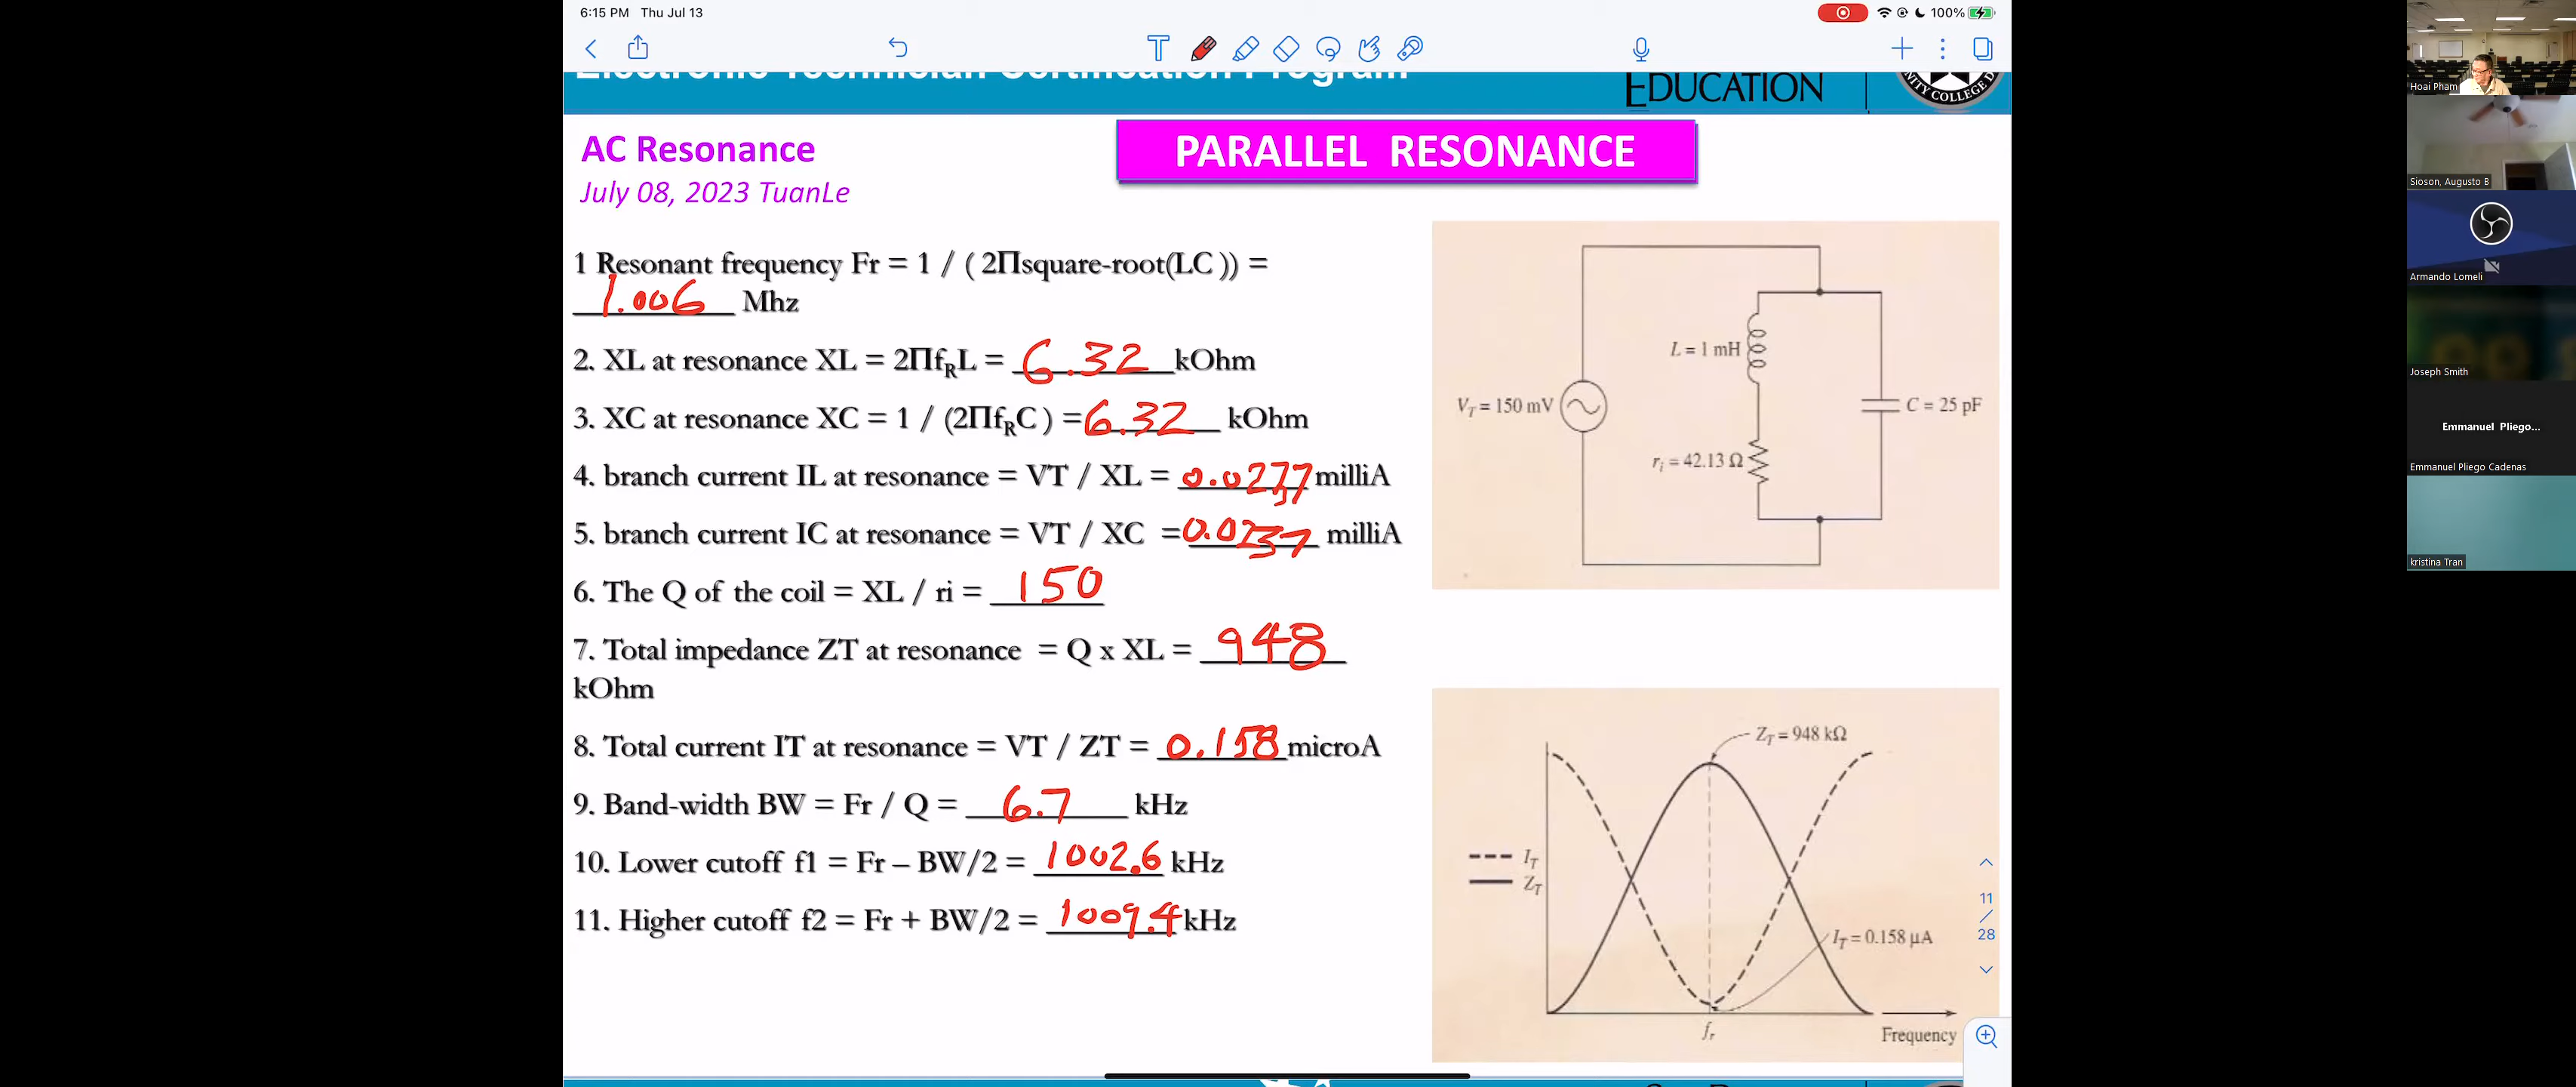 6:15 PM Thu Jul 13
100%
Electronic Technician Certification Program
EDUCATION
AC Resonance
PARALLEL RESONANCE
July 08, 2023 TuanLe
1 Resonant frequency Fr = 1 / ( 2Πsquare-root(LC )) =
1.006 Mhz
2. XL at resonance XL = 2ΠfRL = 6.32 kOhm
3. XC at resonance XC = 1 / (2ΠfRC ) = 6.32 kOhm
4. branch current IL at resonance = VT / XL = milliA
5. branch current IC at resonance = VT / XC = 0.0237 milliA
6. The Q of the coil = XL / ri = 150
7. Total impedance ZT at resonance = Q x XL = 948
kOhm
8. Total current IT at resonance = VT / ZT = 0.158 microA
9. Band-width BW = Fr / Q = 6.7 kHz
10. Lower cutoff f1 = Fr – BW/2 = 1002.6 kHz
11. Higher cutoff f2 = Fr + BW/2 = 1009.4 kHz
L = 1 mH
VT = 150 mV
C = 25 pF
ri = 42.13 Ω
ZT = 948 kΩ
IT
ZT
IT = 0.158 μA
fr
Frequency
11
/
28
Hoai Pham
Sioson, Augusto B
Armando Lomeli
Joseph Smith
Emmanuel Pliego...
Emmanuel Pliego Cadenas
kristina Tran